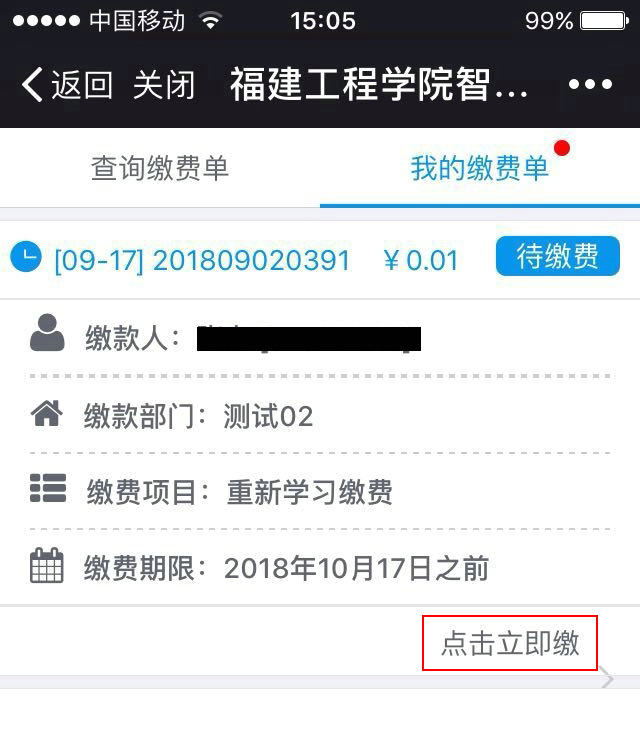 中国移动 15:05 99%
返回 关闭 福建工程学院智...
查询缴费单 我的缴费单
[09-17] 201809020391 ￥0.01 待缴费
缴款人：
缴款部门：测试02
缴费项目：重新学习缴费
缴费期限：2018年10月17日之前
点击立即缴